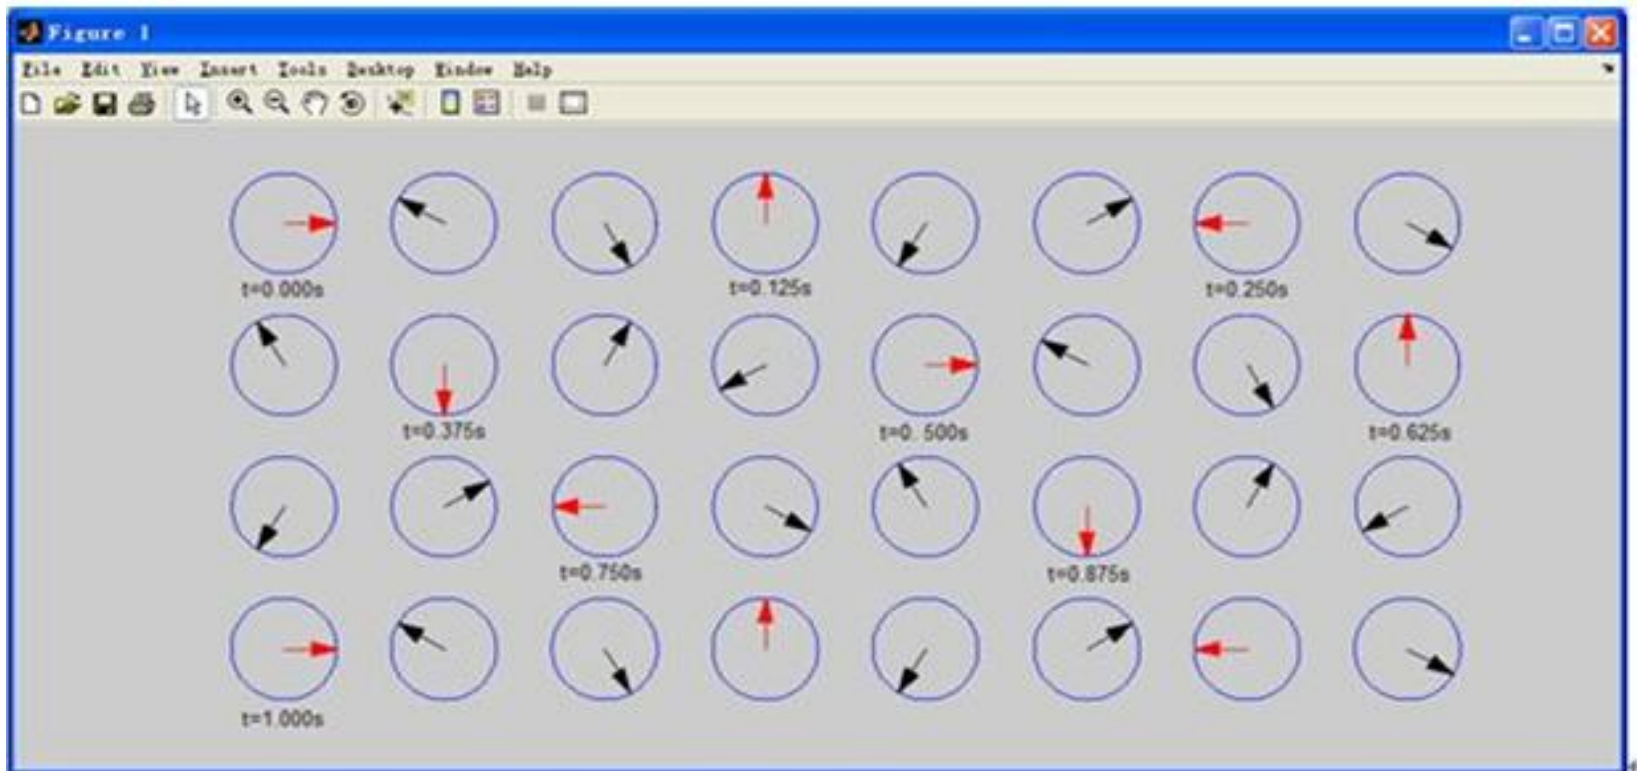 Figure 1
File Edit View Insert Tools Desktop Window Help
t=0.000s t=0.125s t=0.250s
t=0.375s t=0. 500s t=0.625s
t=0.750s t=0.875s
t=1.000s